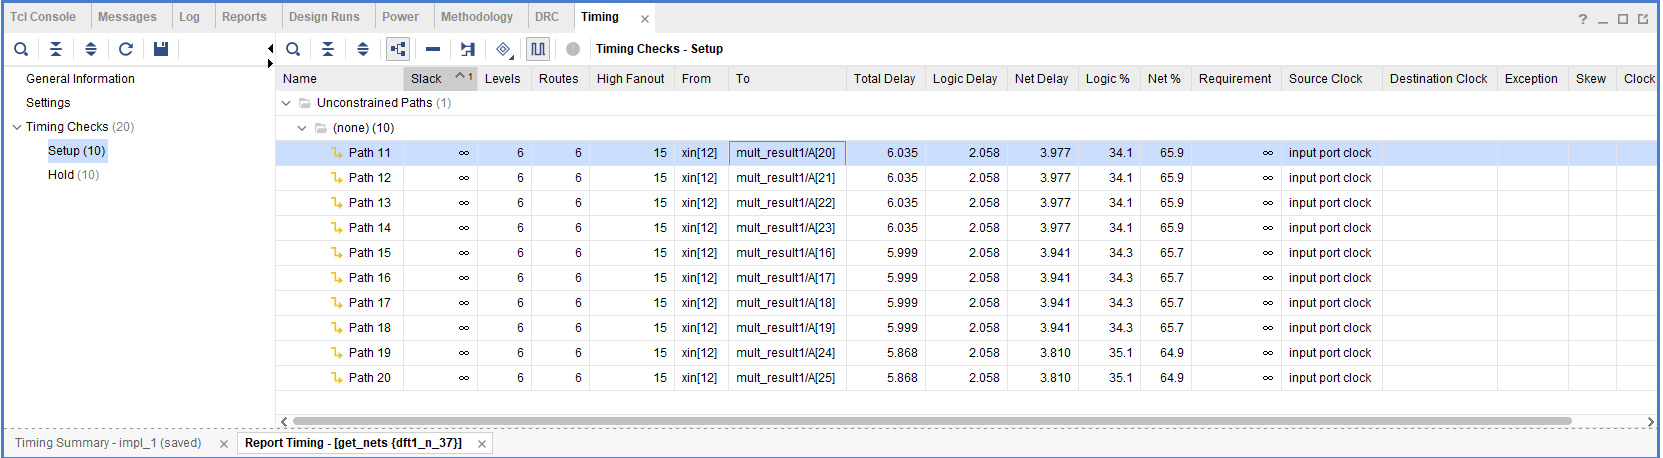 Tcl Console Messages Log Reports Design Runs Power Methodology DRC Timing
Timing Checks - Setup
General Information
Settings
Timing Checks (20)
Setup (10)
Hold (10)
Name Slack 1 Levels Routes High Fanout From To Total Delay Logic Delay Net Delay Logic % Net % Requirement Source Clock Destination Clock Exception Skew Clock
Unconstrained Paths (1)
(none) (10)
Path 11 ∞ 6 6 15 xin[12] mult_result1/A[20] 6.035 2.058 3.977 34.1 65.9 ∞ input port clock
Path 12 ∞ 6 6 15 xin[12] mult_result1/A[21] 6.035 2.058 3.977 34.1 65.9 ∞ input port clock
Path 13 ∞ 6 6 15 xin[12] mult_result1/A[22] 6.035 2.058 3.977 34.1 65.9 ∞ input port clock
Path 14 ∞ 6 6 15 xin[12] mult_result1/A[23] 6.035 2.058 3.977 34.1 65.9 ∞ input port clock
Path 15 ∞ 6 6 15 xin[12] mult_result1/A[16] 5.999 2.058 3.941 34.3 65.7 ∞ input port clock
Path 16 ∞ 6 6 15 xin[12] mult_result1/A[17] 5.999 2.058 3.941 34.3 65.7 ∞ input port clock
Path 17 ∞ 6 6 15 xin[12] mult_result1/A[18] 5.999 2.058 3.941 34.3 65.7 ∞ input port clock
Path 18 ∞ 6 6 15 xin[12] mult_result1/A[19] 5.999 2.058 3.941 34.3 65.7 ∞ input port clock
Path 19 ∞ 6 6 15 xin[12] mult_result1/A[24] 5.868 2.058 3.810 35.1 64.9 ∞ input port clock
Path 20 ∞ 6 6 15 xin[12] mult_result1/A[25] 5.868 2.058 3.810 35.1 64.9 ∞ input port clock
Timing Summary - impl_1 (saved) Report Timing - [get_nets {dft1_n_37}]